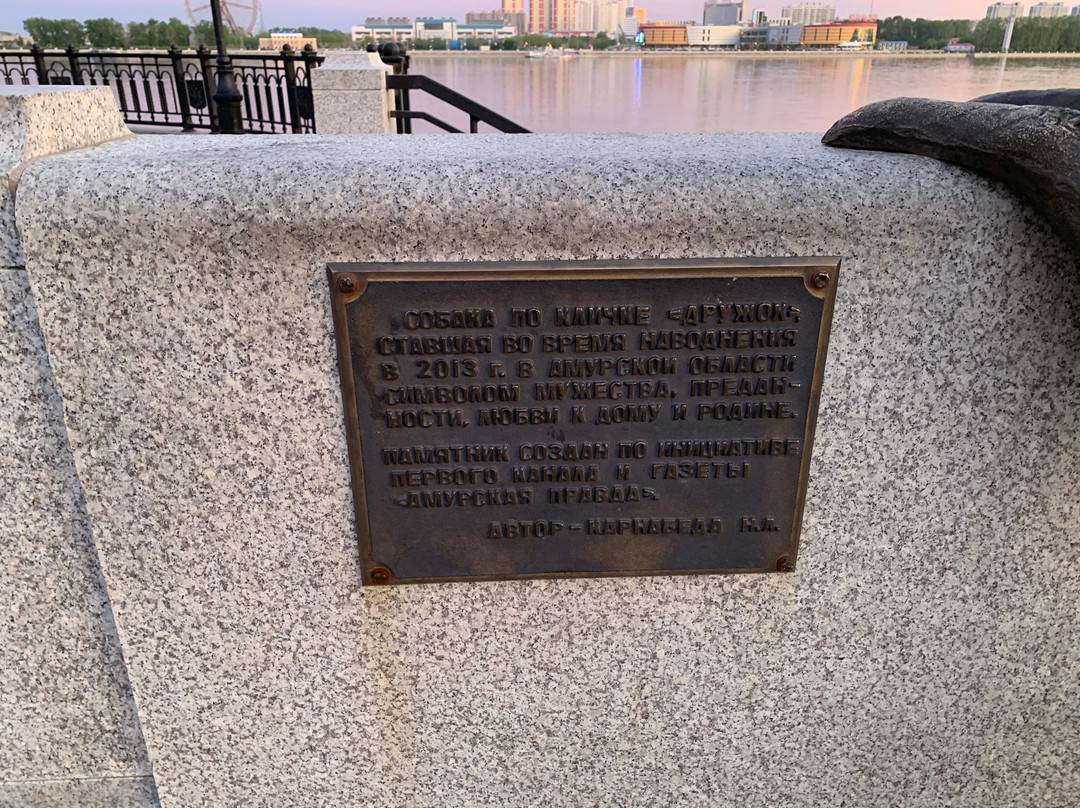 СОБАКА ПО КЛИЧКЕ «ДРУЖОК»
СТАВШАЯ ВО ВРЕМЯ НАВОДНЕНИЯ
В 2013 г. В АМУРСКОЙ ОБЛАСТИ
СИМВОЛОМ МУЖЕСТВА, ПРЕДАН-
НОСТИ, ЛЮБВИ К ДОМУ И РОДИНЕ.
ПАМЯТНИК СОЗДАН ПО ИНИЦИАТИВЕ
ПЕРВОГО КАНАЛА И ГАЗЕТЫ
«АМУРСКАЯ ПРАВДА».
АВТОР - КАРНАБЕДА Н.Л.